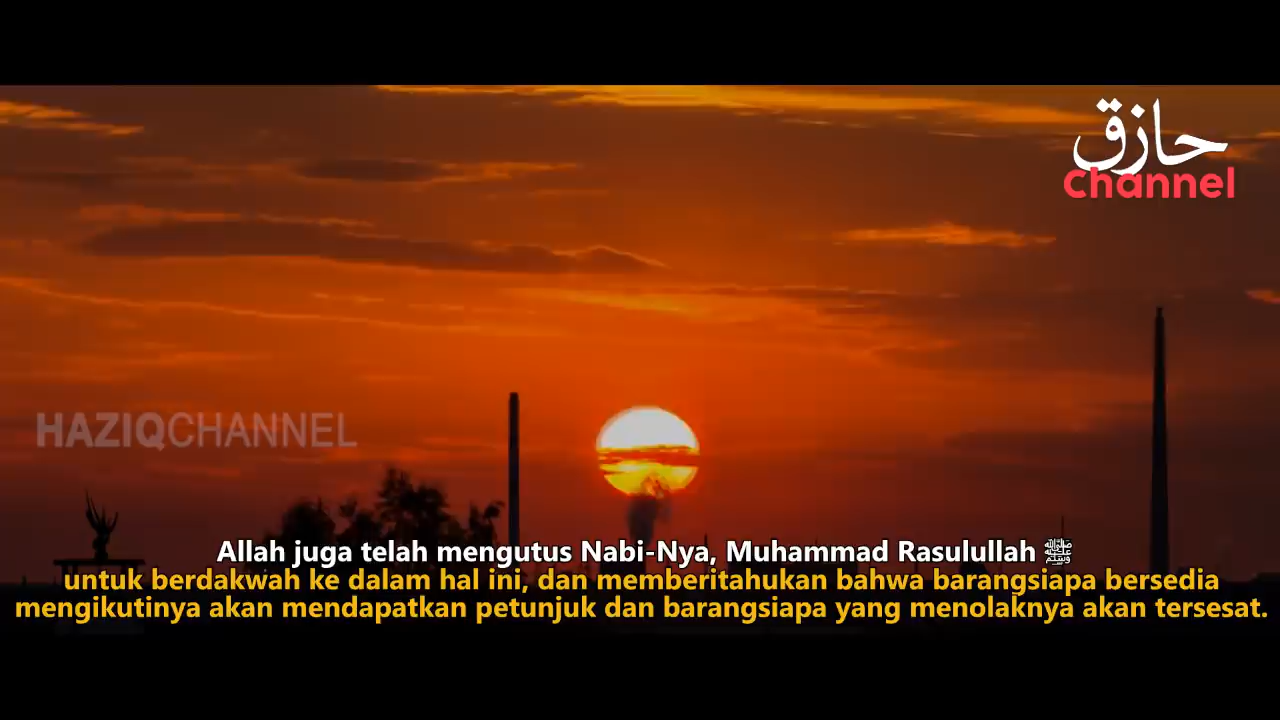 حازق
Channel
HAZIQCHANNEL
Allah juga telah mengutus Nabi-Nya, Muhammad Rasulullah ﷺ
untuk berdakwah ke dalam hal ini, dan memberitahukan bahwa barangsiapa bersedia
mengikutinya akan mendapatkan petunjuk dan barangsiapa yang menolaknya akan tersesat.